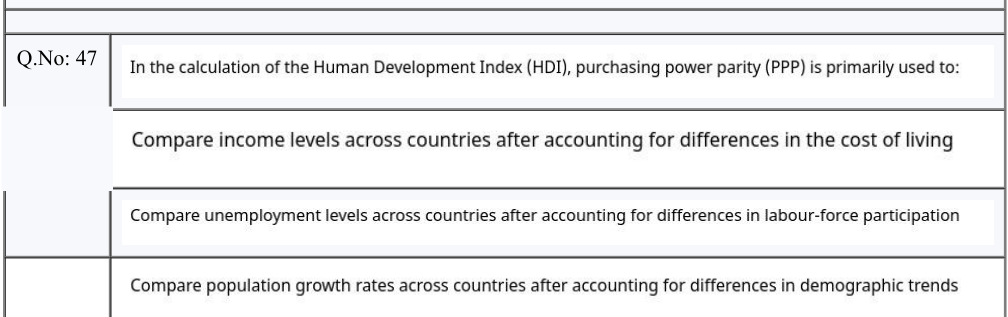 Q.No: 47
In the calculation of the Human Development Index (HDI), purchasing power parity (PPP) is primarily used to:
Compare income levels across countries after accounting for differences in the cost of living
Compare unemployment levels across countries after accounting for differences in labour-force participation
Compare population growth rates across countries after accounting for differences in demographic trends